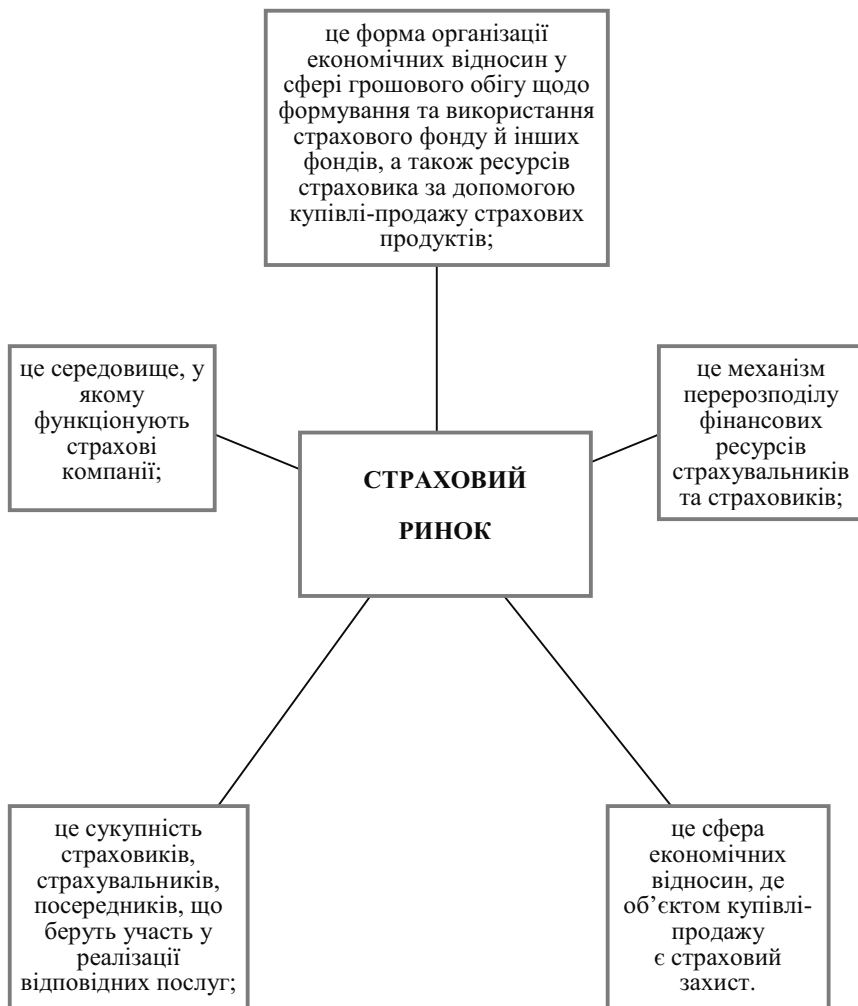 це форма організації
економічних відносин у
сфері грошового обігу щодо
формування та використання
страхового фонду й інших
фондів, а також ресурсів
страховика за допомогою
купівлі-продажу страхових
продуктів;
це середовище, у
якому
функціонують
страхові
компанії;
це механізм
перерозподілу
фінансових
ресурсів
страхувальників
та страховиків;
СТРАХОВИЙ
РИНОК
це сукупність
страховиків,
страхувальників,
посередників, що
беруть участь у
реалізації
відповідних послуг;
це сфера
економічних
відносин, де
об’єктом купівлі-
продажу
є страховий
захист.